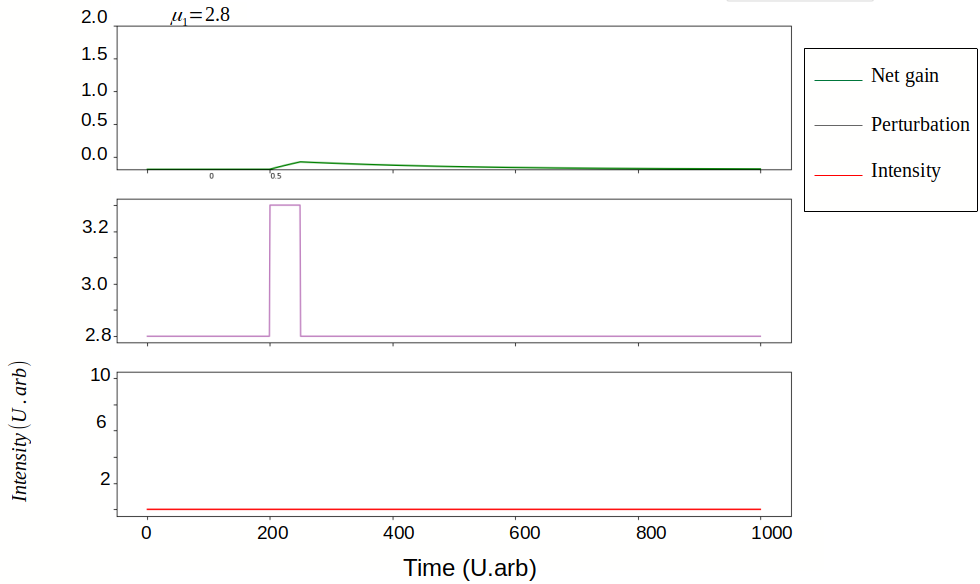 μ₁=2.8
2.0
1.5
1.0
0.5
0.0
0 0.5
Net gain
Perturbation
Intensity
3.2
3.0
2.8
Intensity(U.arb)
10
6
2
0 200 400 600 800 1000
Time (U.arb)